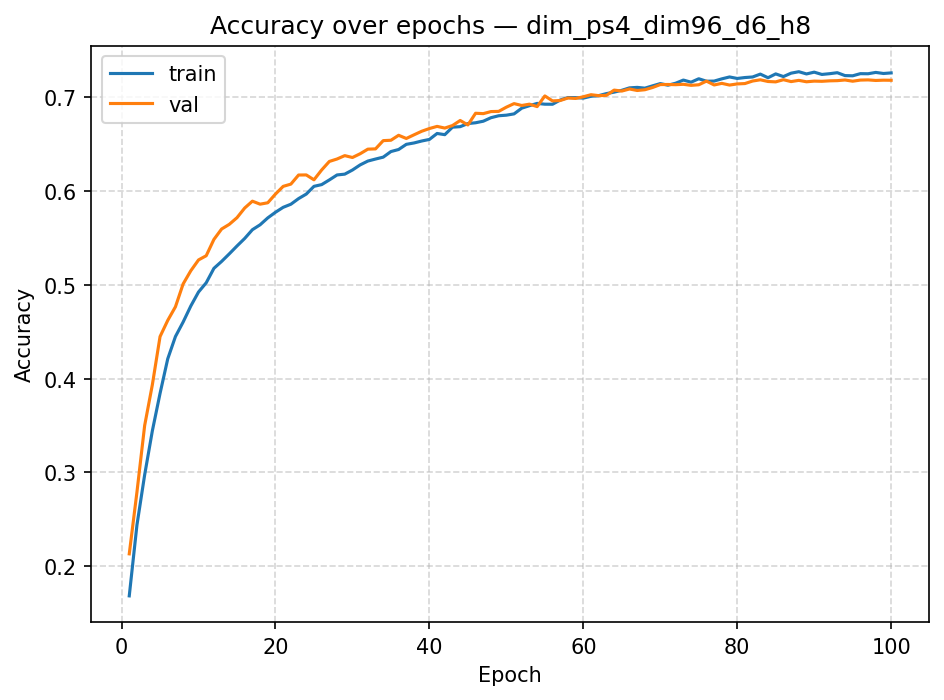 Accuracy over epochs — dim_ps4_dim96_d6_h8
train
val
0.7
0.6
0.5
0.4
0.3
0.2
Accuracy
0 20 40 60 80 100
Epoch